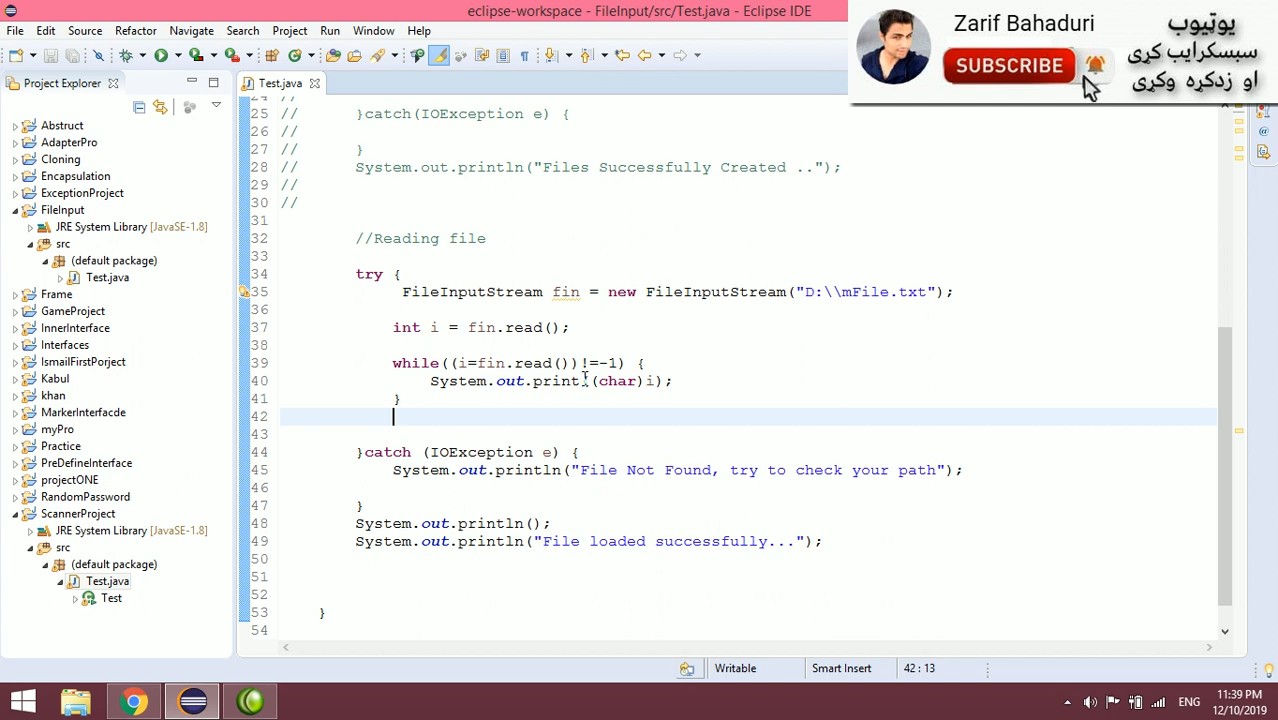 eclipse-workspace - FileInput/src/Test.java - Eclipse IDE
Zarif Bahaduri
SUBSCRIBE
یوټیوب
سبسکرایب کړی
او زدکړه وکړی
File Edit Source Refactor Navigate Search Project Run Window Help
Project Explorer
Test.java
Abstruct
AdapterPro
Cloning
Encapsulation
ExceptionProject
FileInput
JRE System Library [JavaSE-1.8]
src
(default package)
Test.java
Frame
GameProject
InnerInterface
Interfaces
IsmailFirstPorject
Kabul
khan
MarkerInterfacde
myPro
Practice
PreDefineInterface
projectONE
RandomPassword
ScannerProject
JRE System Library [JavaSE-1.8]
src
(default package)
Test.java
Test
24 //
25 // }catch(IOException e) {
26 //
27 // }
28 // System.out.println("Files Successfully Created ..");
29 //
30 //
31
32 //Reading file
33
34 try {
35 FileInputStream fin = new FileInputStream("D:\\mFile.txt");
36
37 int i = fin.read();
38
39 while((i=fin.read())!=-1) {
40 System.out.print((char)i);
41 }
42
43
44 }catch (IOException e) {
45 System.out.println("File Not Found, try to check your path");
46
47 }
48 System.out.println();
49 System.out.println("File loaded successfully...");
50
51
52
53 }
54
Writable
Smart Insert
42 : 13
ENG
11:39 PM
12/10/2019